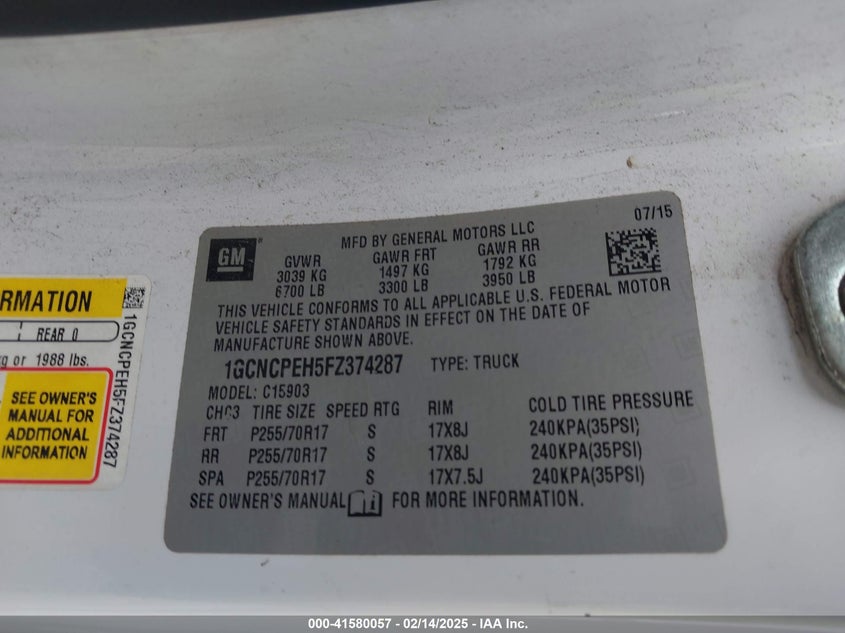 07/15
MFD BY GENERAL MOTORS LLC
GM
GVWR GAWR FRT GAWR RR
3039 KG 1497 KG 1792 KG
6700 LB 3300 LB 3950 LB
THIS VEHICLE CONFORMS TO ALL APPLICABLE U.S. FEDERAL MOTOR
VEHICLE SAFETY STANDARDS IN EFFECT ON THE DATE OF
MANUFACTURE SHOWN ABOVE.
1GCNCPEH5FZ374287 TYPE: TRUCK
MODEL: C15903
TIRE SIZE SPEED RTG RIM COLD TIRE PRESSURE
FRT P255/70R17 S 17X8J 240KPA(35PSI)
RR P255/70R17 S 17X8J 240KPA(35PSI)
SPA P255/70R17 S 17X7.5J 240KPA(35PSI)
SEE OWNER'S MANUAL FOR MORE INFORMATION.
REAR 0
or 1988 lbs.
SEE OWNER'S
MANUAL FOR
ADDITIONAL
INFORMATION
1GCNCPEH5FZ374287
000-41580057 - 02/14/2025 - IAA Inc.